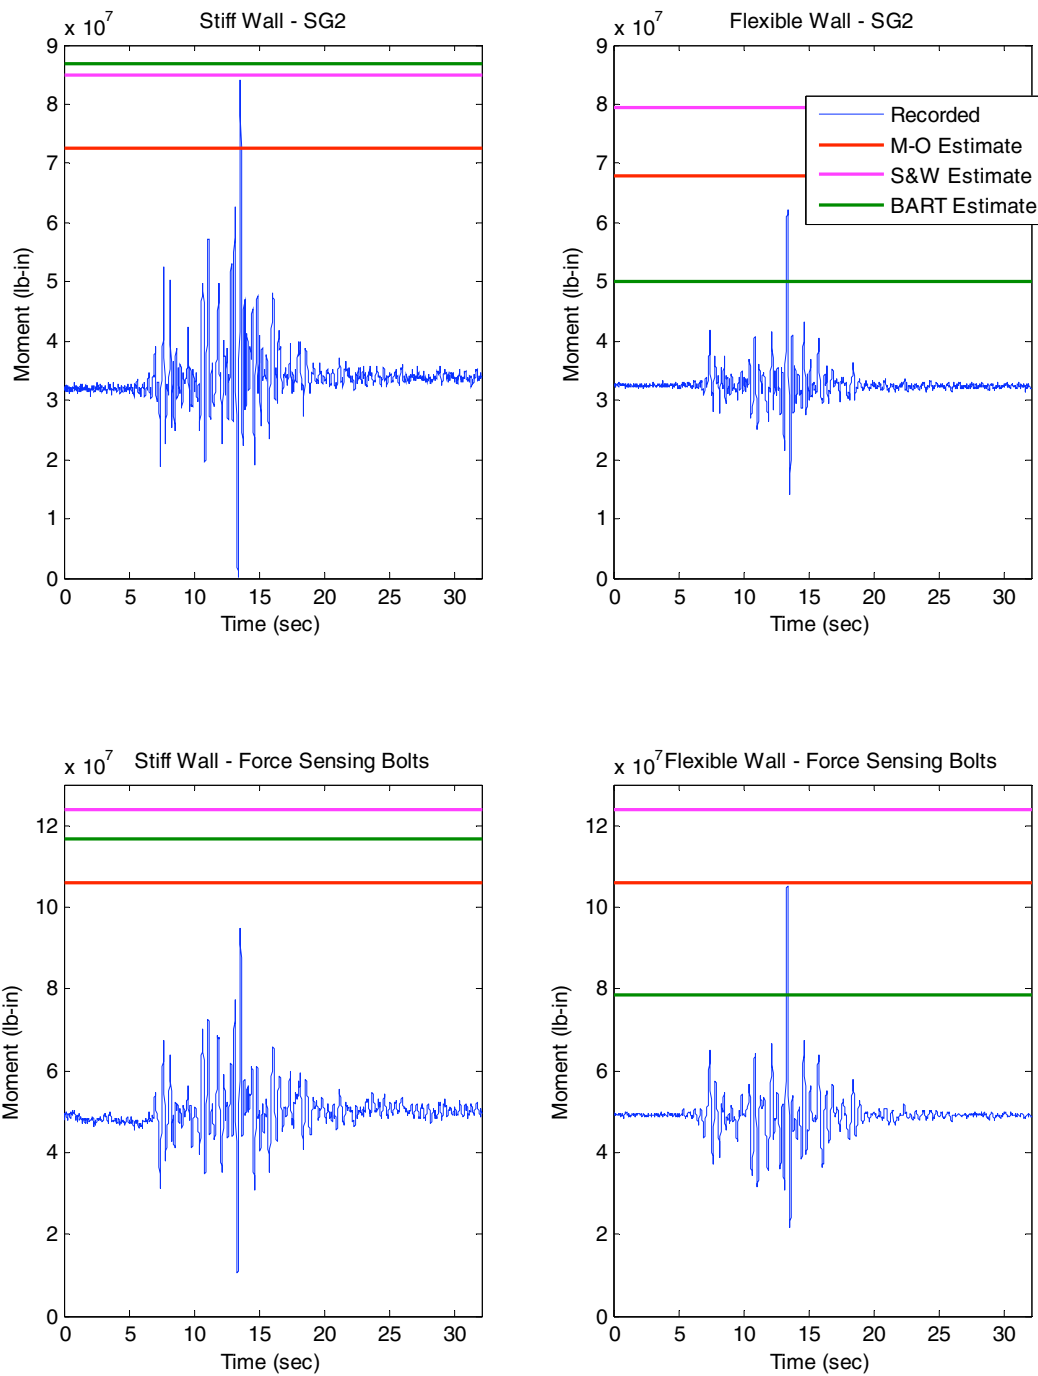 Stiff Wall - SG2
x 10^7
9
8
7
6
5
4
3
2
1
0
Moment (lb-in)
0 5 10 15 20 25 30
Time (sec)
Flexible Wall - SG2
x 10^7
9
8
7
6
5
4
3
2
1
0
Moment (lb-in)
0 5 10 15 20 25 30
Time (sec)
Recorded
M-O Estimate
S&W Estimate
BART Estimate
Stiff Wall - Force Sensing Bolts
x 10^7
12
10
8
6
4
2
0
Moment (lb-in)
0 5 10 15 20 25 30
Time (sec)
Flexible Wall - Force Sensing Bolts
x 10^7
12
10
8
6
4
2
0
Moment (lb-in)
0 5 10 15 20 25 30
Time (sec)